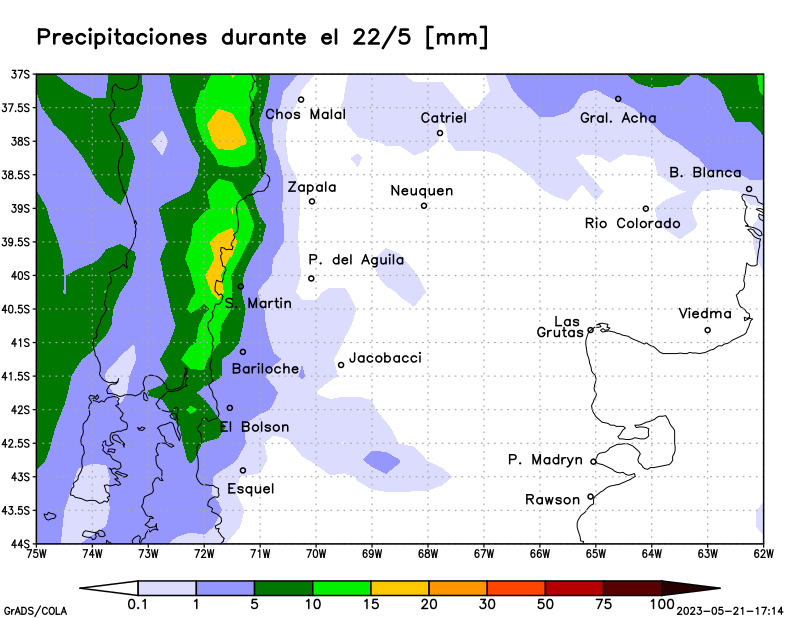 Precipitaciones durante el 22/5 [mm]
37S
37.5S
38S
38.5S
39S
39.5S
40S
40.5S
41S
41.5S
42S
42.5S
43S
43.5S
44S
Chos Malal
Catriel
Gral. Acha
B. Blanca
Zapala
Neuquen
Rio Colorado
P. del Aguila
S. Martin
Viedma
Las
Grutas
Jacobacci
Bariloche
El Bolson
P. Madryn
Esquel
Rawson
75W 74W 73W 72W 71W 70W 69W 68W 67W 66W 65W 64W 63W 62W
0.1 1 5 10 15 20 30 50 75 100
GrADS/COLA
2023-05-21-17:14